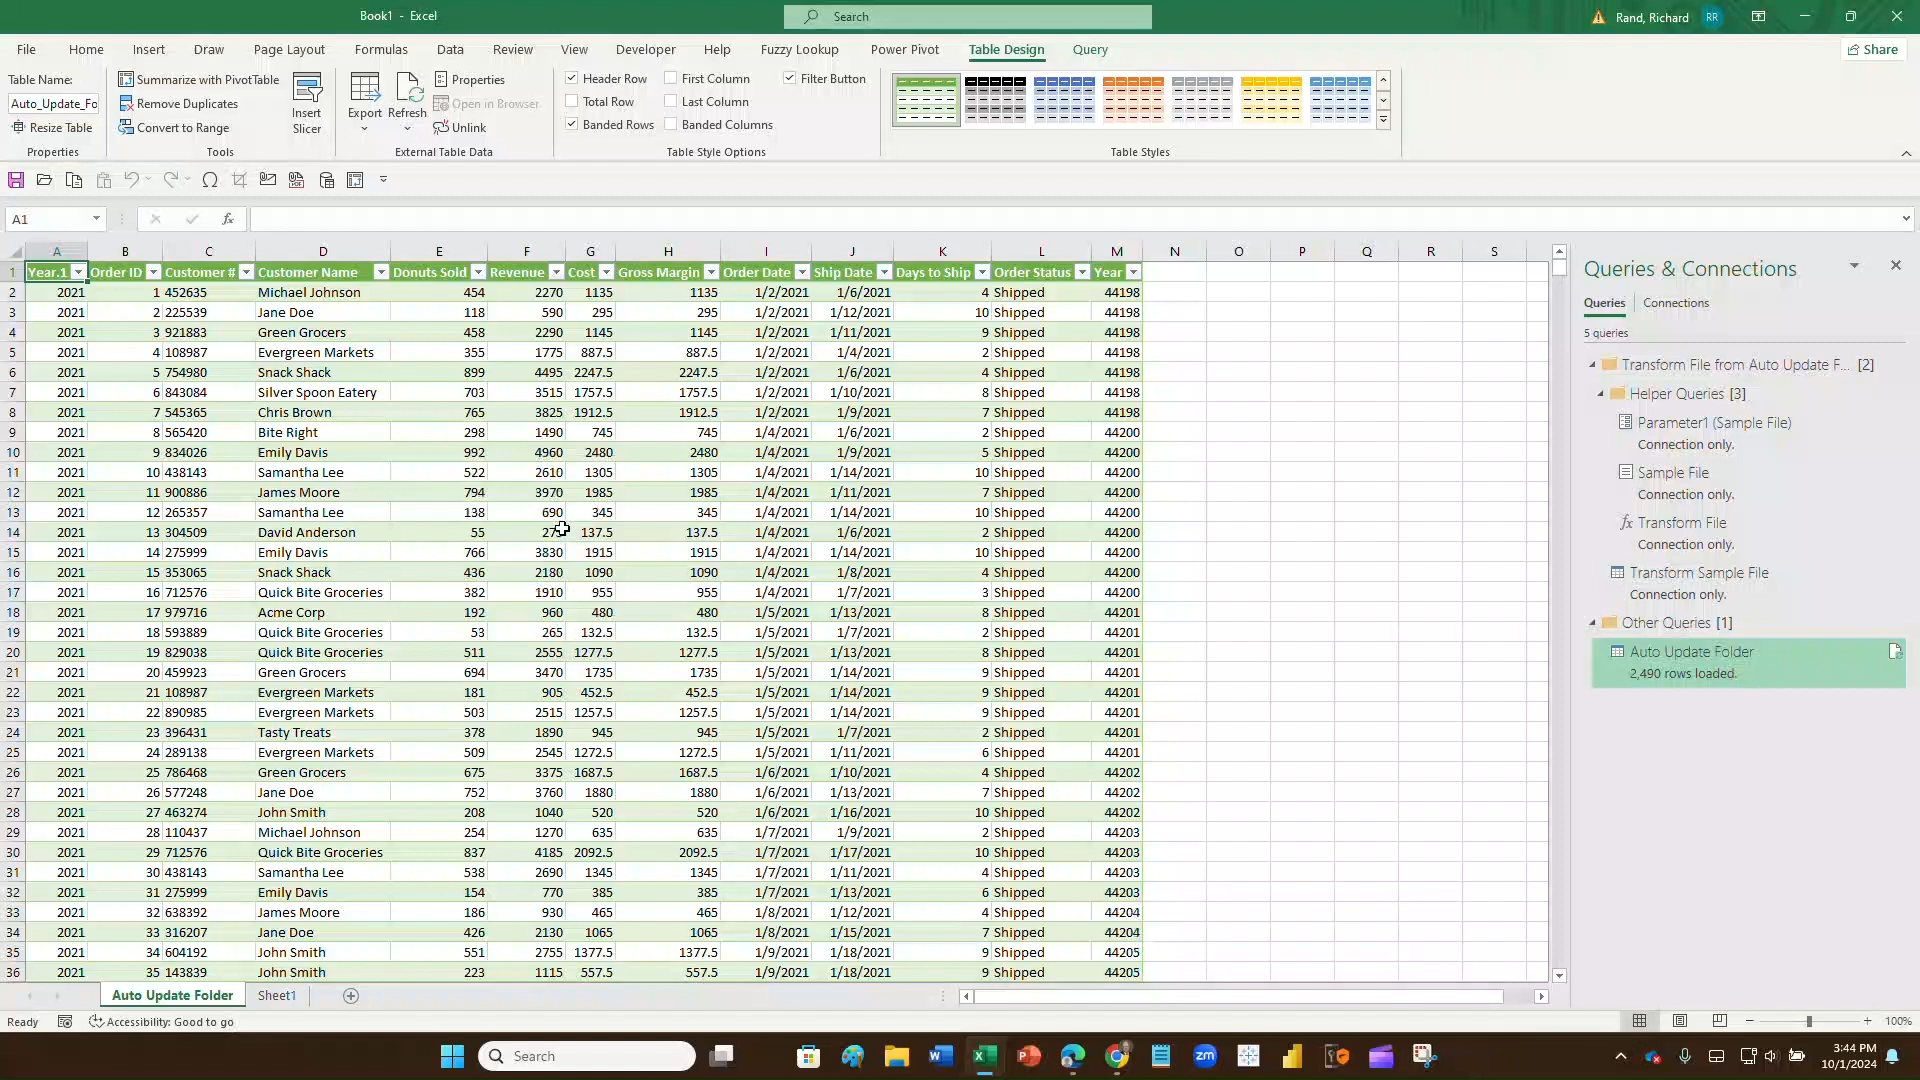 Book1 - Excel
Search
Rand, Richard
RR
File Home Insert Draw Page Layout Formulas Data Review View Developer Help Fuzzy Lookup Power Pivot Table Design Query
Share
Table Name:
Auto_Update_Fo
Resize Table
Properties
Summarize with PivotTable
Remove Duplicates
Convert to Range
Tools
Insert
Slicer
Export
Refresh
Properties
Open in Browser
Unlink
External Table Data
Header Row
First Column
Filter Button
Total Row
Last Column
Banded Rows
Banded Columns
Table Style Options
Table Styles
A1
fx
A B C D E F G H I J K L M N O P Q R S
1 Year.1 Order ID Customer # Customer Name Donuts Sold Revenue Cost Gross Margin Order Date Ship Date Days to Ship Order Status Year
2 2021 1 452635 Michael Johnson 454 2270 1135 1135 1/2/2021 1/6/2021 4 Shipped 44198
3 2021 2 225539 Jane Doe 118 590 295 295 1/2/2021 1/12/2021 10 Shipped 44198
4 2021 3 921883 Green Grocers 458 2290 1145 1145 1/2/2021 1/11/2021 9 Shipped 44198
5 2021 4 108987 Evergreen Markets 355 1775 887.5 887.5 1/2/2021 1/4/2021 2 Shipped 44198
6 2021 5 754980 Snack Shack 899 4495 2247.5 2247.5 1/2/2021 1/6/2021 4 Shipped 44198
7 2021 6 843084 Silver Spoon Eatery 703 3515 1757.5 1757.5 1/2/2021 1/10/2021 8 Shipped 44198
8 2021 7 545365 Chris Brown 765 3825 1912.5 1912.5 1/2/2021 1/9/2021 7 Shipped 44198
9 2021 8 565420 Bite Right 298 1490 745 745 1/4/2021 1/6/2021 2 Shipped 44200
10 2021 9 834026 Emily Davis 992 4960 2480 2480 1/4/2021 1/9/2021 5 Shipped 44200
11 2021 10 438143 Samantha Lee 522 2610 1305 1305 1/4/2021 1/14/2021 10 Shipped 44200
12 2021 11 900886 James Moore 794 3970 1985 1985 1/4/2021 1/11/2021 7 Shipped 44200
13 2021 12 265357 Samantha Lee 138 690 345 345 1/4/2021 1/14/2021 10 Shipped 44200
14 2021 13 304509 David Anderson 55 137.5 137.5 1/4/2021 1/6/2021 2 Shipped 44200
15 2021 14 275999 Emily Davis 766 3830 1915 1915 1/4/2021 1/14/2021 10 Shipped 44200
16 2021 15 353065 Snack Shack 436 2180 1090 1090 1/4/2021 1/8/2021 4 Shipped 44200
17 2021 16 712576 Quick Bite Groceries 382 1910 955 955 1/4/2021 1/7/2021 3 Shipped 44200
18 2021 17 979716 Acme Corp 192 960 480 480 1/5/2021 1/13/2021 8 Shipped 44201
19 2021 18 593889 Quick Bite Groceries 53 265 132.5 132.5 1/5/2021 1/7/2021 2 Shipped 44201
20 2021 19 829038 Quick Bite Groceries 511 2555 1277.5 1277.5 1/5/2021 1/13/2021 8 Shipped 44201
21 2021 20 459923 Green Grocers 694 3470 1735 1735 1/5/2021 1/14/2021 9 Shipped 44201
22 2021 21 108987 Evergreen Markets 181 905 452.5 452.5 1/5/2021 1/14/2021 9 Shipped 44201
23 2021 22 890985 Evergreen Markets 503 2515 1257.5 1257.5 1/5/2021 1/14/2021 9 Shipped 44201
24 2021 23 396431 Tasty Treats 378 1890 945 945 1/5/2021 1/7/2021 2 Shipped 44201
25 2021 24 289138 Evergreen Markets 509 2545 1272.5 1272.5 1/5/2021 1/11/2021 6 Shipped 44201
26 2021 25 786468 Green Grocers 675 3375 1687.5 1687.5 1/6/2021 1/10/2021 4 Shipped 44202
27 2021 26 577248 Jane Doe 752 3760 1880 1880 1/6/2021 1/13/2021 7 Shipped 44202
28 2021 27 463274 John Smith 208 1040 520 520 1/6/2021 1/16/2021 10 Shipped 44202
29 2021 28 110437 Michael Johnson 254 1270 635 635 1/7/2021 1/9/2021 2 Shipped 44203
30 2021 29 712576 Quick Bite Groceries 837 4185 2092.5 2092.5 1/7/2021 1/17/2021 10 Shipped 44203
31 2021 30 438143 Samantha Lee 538 2690 1345 1345 1/7/2021 1/11/2021 4 Shipped 44203
32 2021 31 275999 Emily Davis 154 770 385 385 1/7/2021 1/13/2021 6 Shipped 44203
33 2021 32 638392 James Moore 186 930 465 465 1/8/2021 1/12/2021 4 Shipped 44204
34 2021 33 316207 Jane Doe 426 2130 1065 1065 1/8/2021 1/15/2021 7 Shipped 44204
35 2021 34 604192 John Smith 551 2755 1377.5 1377.5 1/9/2021 1/18/2021 9 Shipped 44205
36 2021 35 143839 John Smith 223 1115 557.5 557.5 1/9/2021 1/18/2021 9 Shipped 44205
Queries & Connections
Queries Connections
5 queries
Transform File from Auto Update F... [2]
Helper Queries [3]
Parameter1 (Sample File)
Connection only.
Sample File
Connection only.
fx Transform File
Connection only.
Transform Sample File
Connection only.
Other Queries [1]
Auto Update Folder
2,490 rows loaded.
Auto Update Folder Sheet1
Ready
Accessibility: Good to go
100%
Search
zm
3:44 PM
10/1/2024